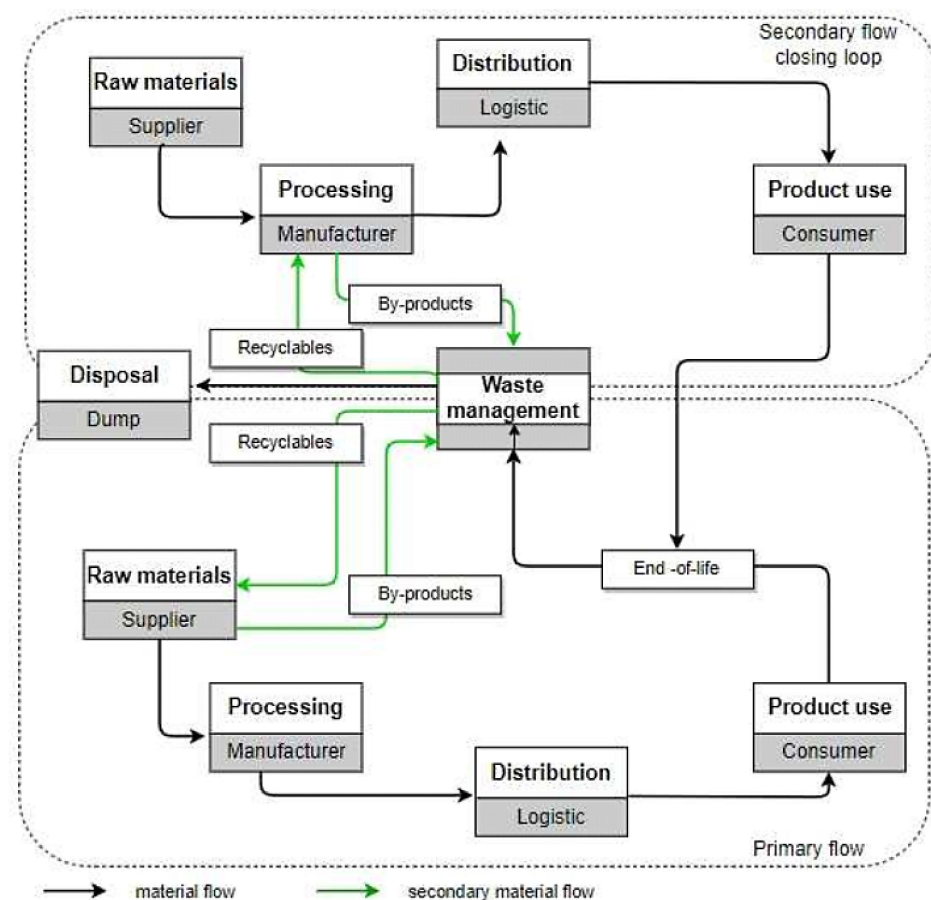 Secondary flow
closing loop
Raw materials
Supplier
Distribution
Logistic
Processing
Manufacturer
Product use
Consumer
By-products
Recyclables
Disposal
Dump
Waste
management
Recyclables
End -of-life
Raw materials
Supplier
By-products
Processing
Manufacturer
Product use
Consumer
Distribution
Logistic
Primary flow
material flow
secondary material flow